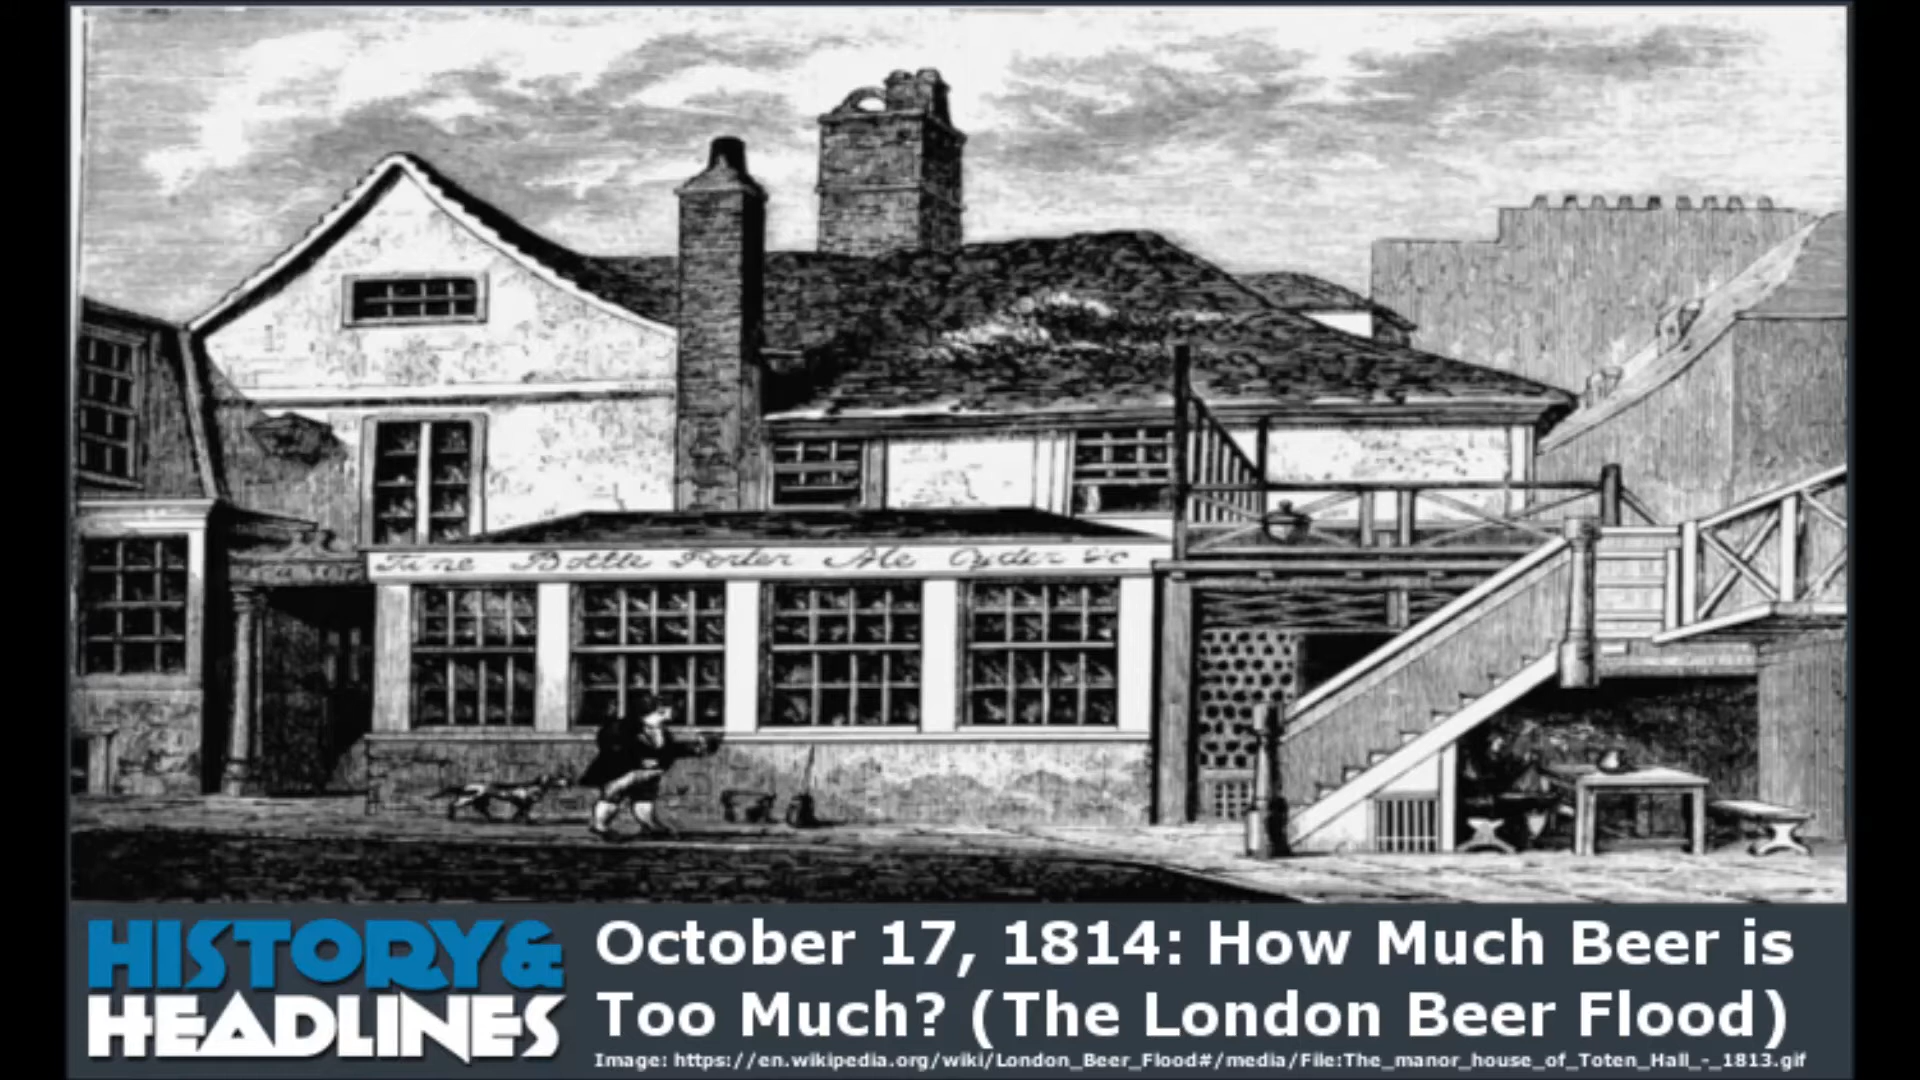 Fine Bottle Porter Ale Cyder &c
HISTORY&
HEADLINES
October 17, 1814: How Much Beer is
Too Much? (The London Beer Flood)
Image: https://en.wikipedia.org/wiki/London_Beer_Flood#/media/File:The_manor_house_of_Toten_Hall_-_1813.gif